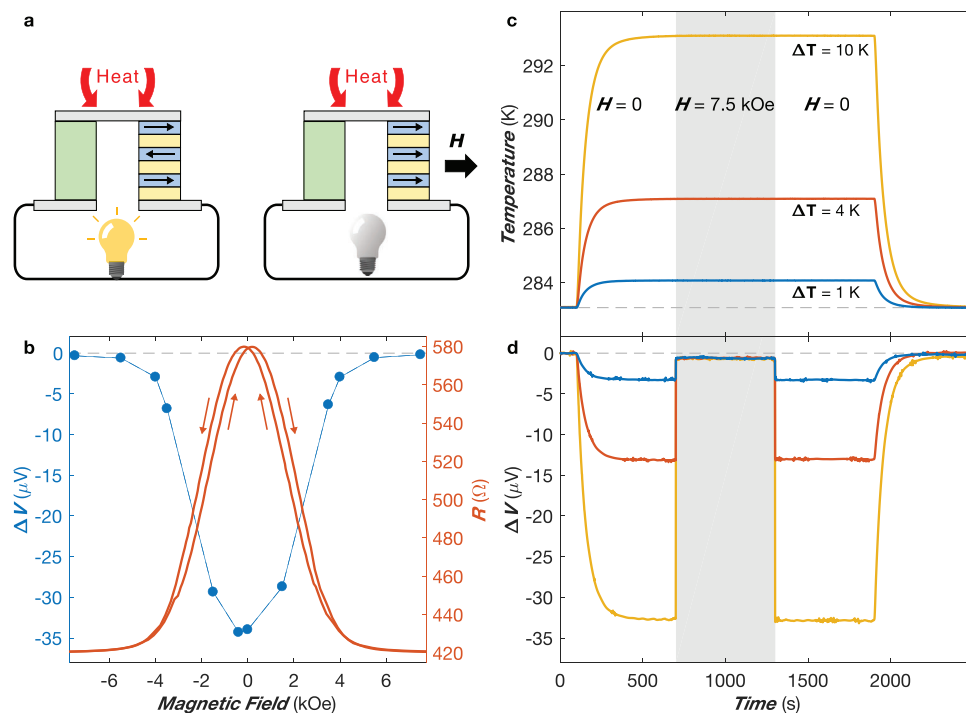 a
Heat
Heat
H
b
0
-5
-10
-15
-20
-25
-30
-35
ΔV (μV)
580
560
540
520
500
480
460
440
420
R (Ω)
-6
-4
-2
0
2
4
6
Magnetic Field (kOe)
c
292
290
288
286
284
Temperature (K)
ΔT = 10 K
H = 0
H = 7.5 kOe
H = 0
ΔT = 4 K
ΔT = 1 K
d
0
-5
-10
-15
-20
-25
-30
-35
ΔV (μV)
0
500
1000
1500
2000
Time (s)